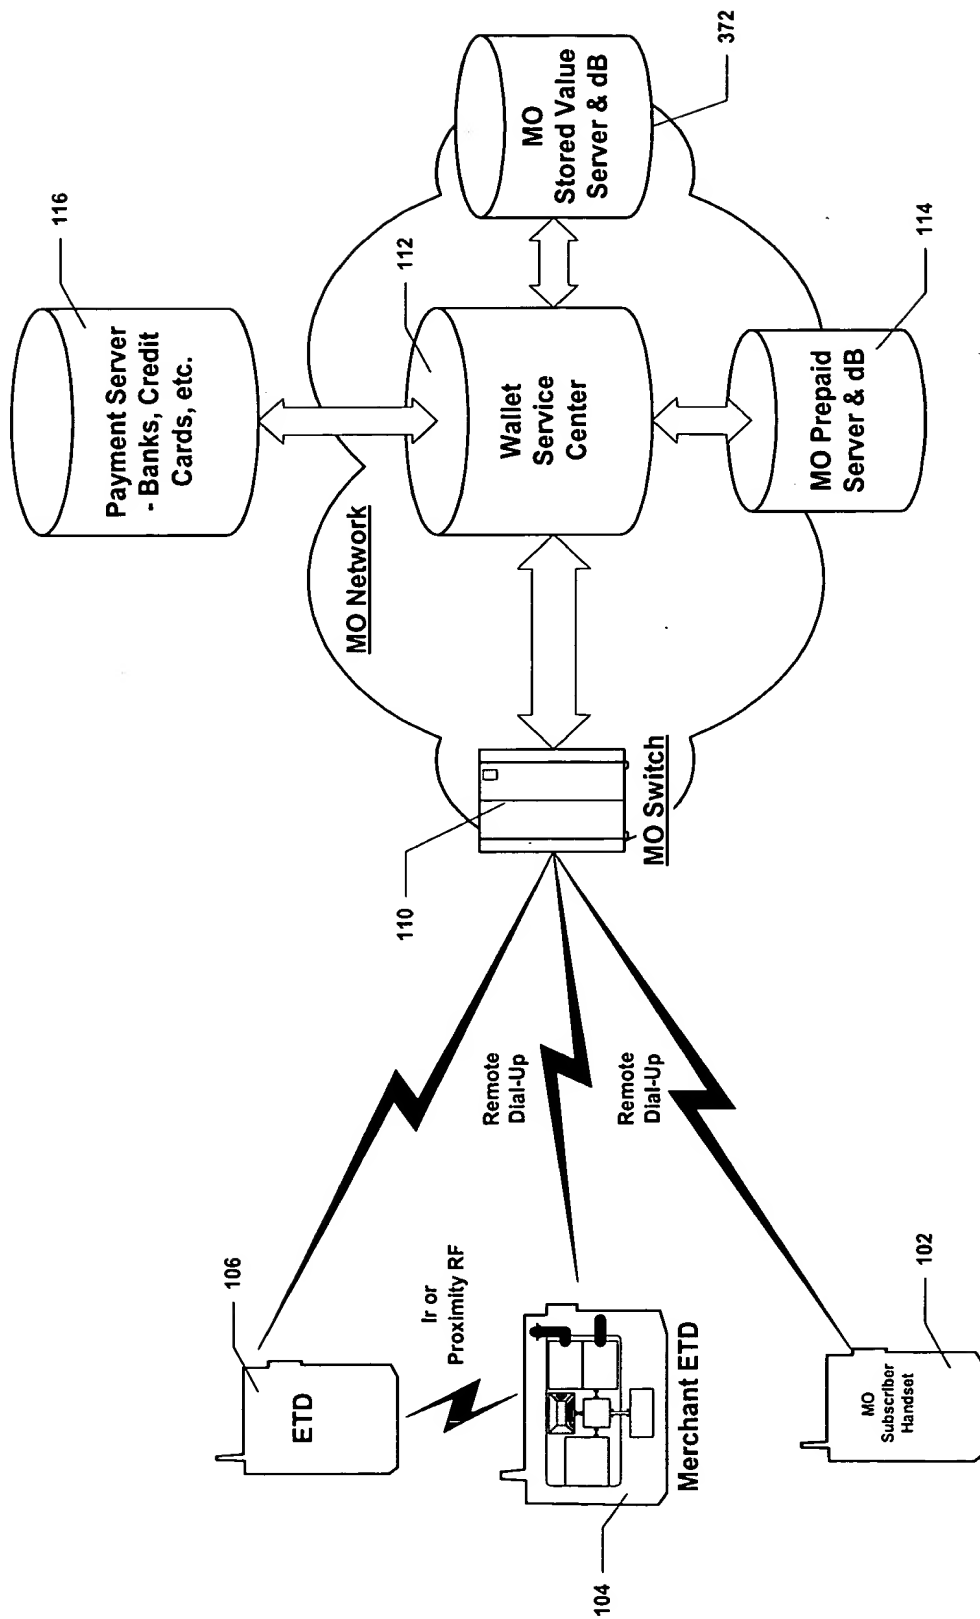 116
Payment Server
- Banks, Credit
Cards, etc.
MO Network
112
Wallet
Service
Center
372
MO
Stored Value
Server & dB
114
MO Prepaid
Server & dB
110
MO Switch
Remote
Dial-Up
Remote
Dial-Up
106
ETD
Ir or
Proximity RF
Merchant ETD
104
102
MO
Subscriber
Handset